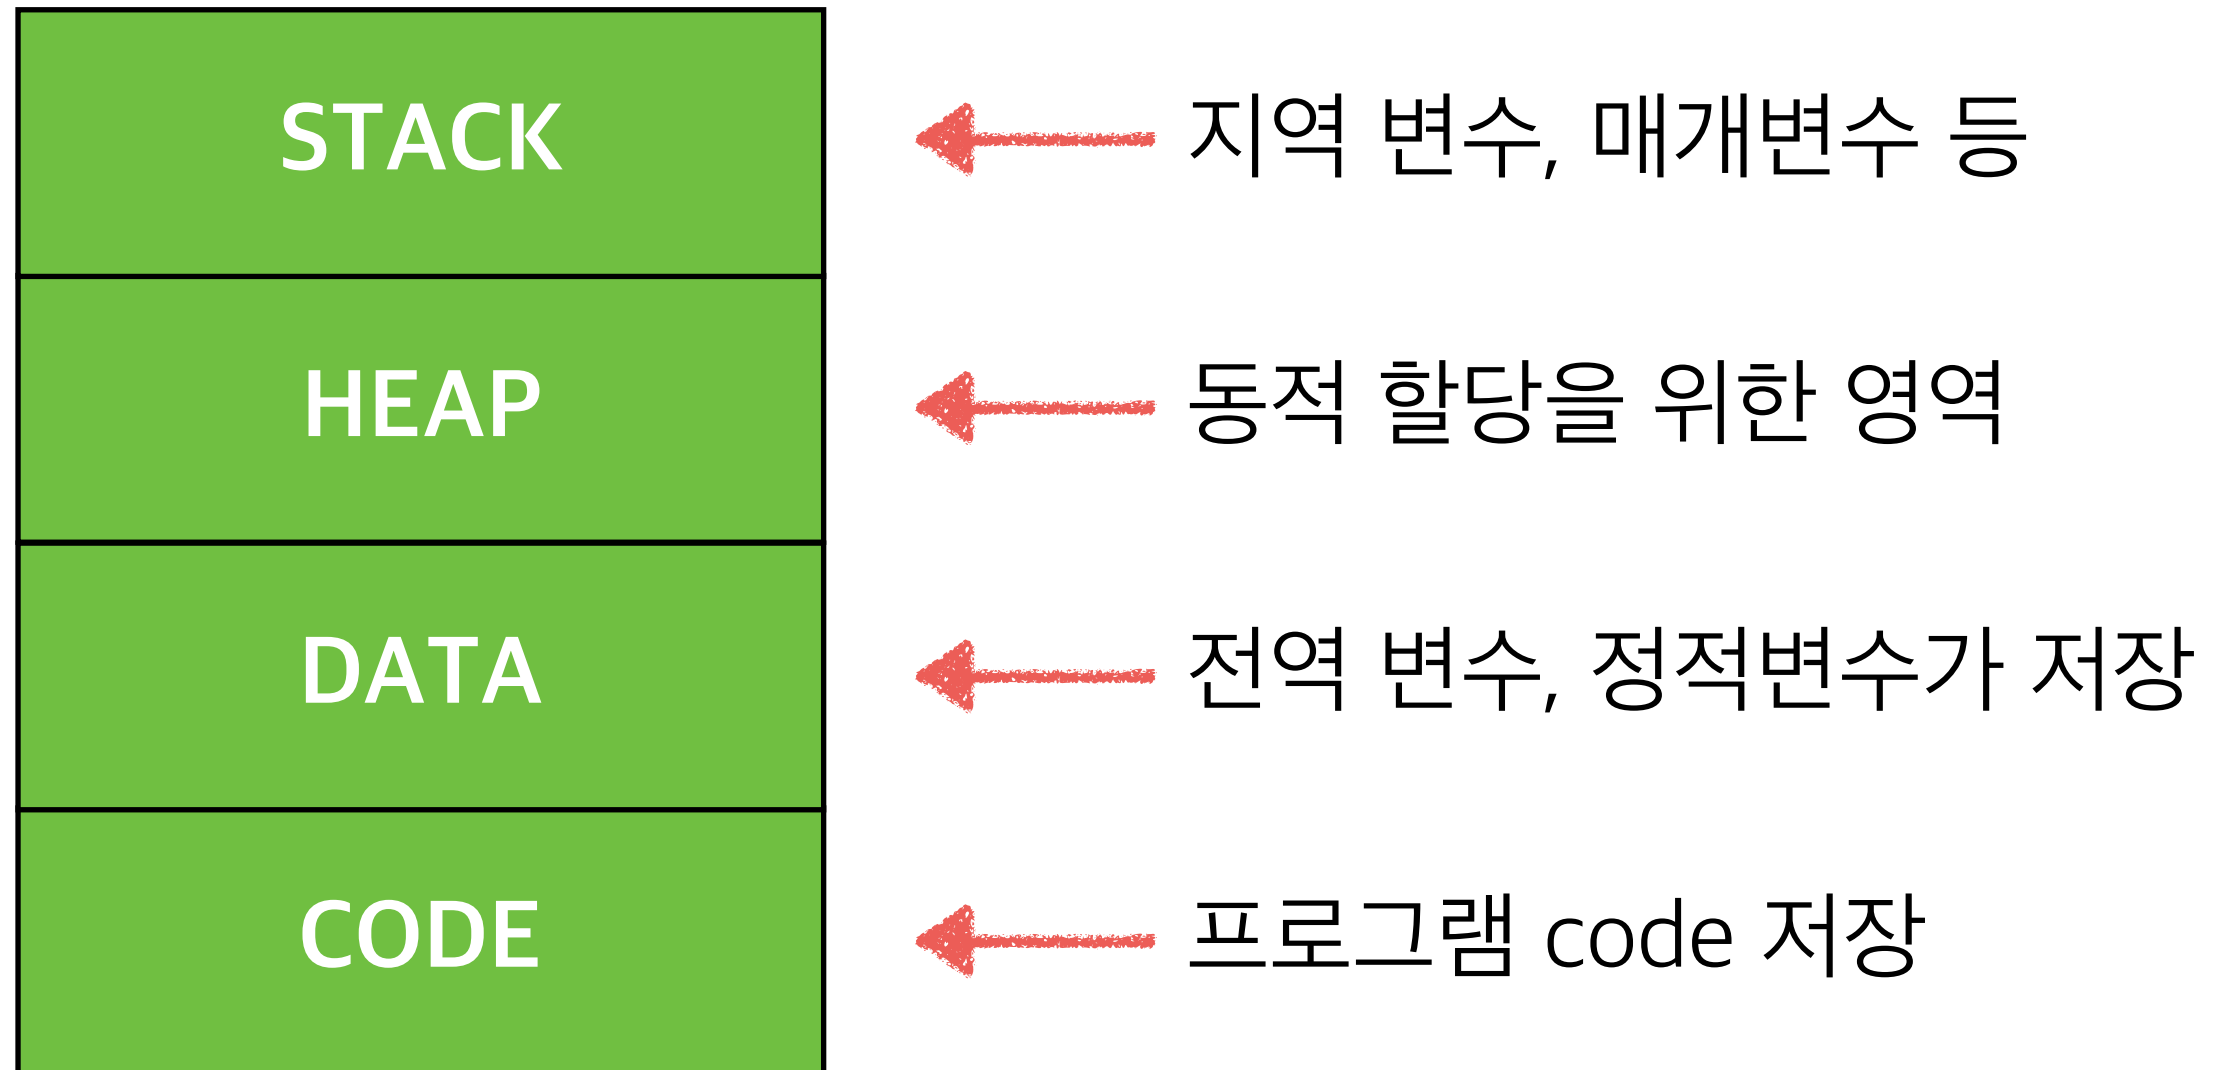 STACK
지역 변수, 매개변수 등
HEAP
동적 할당을 위한 영역
DATA
전역 변수, 정적변수가 저장
CODE
프로그램 code 저장